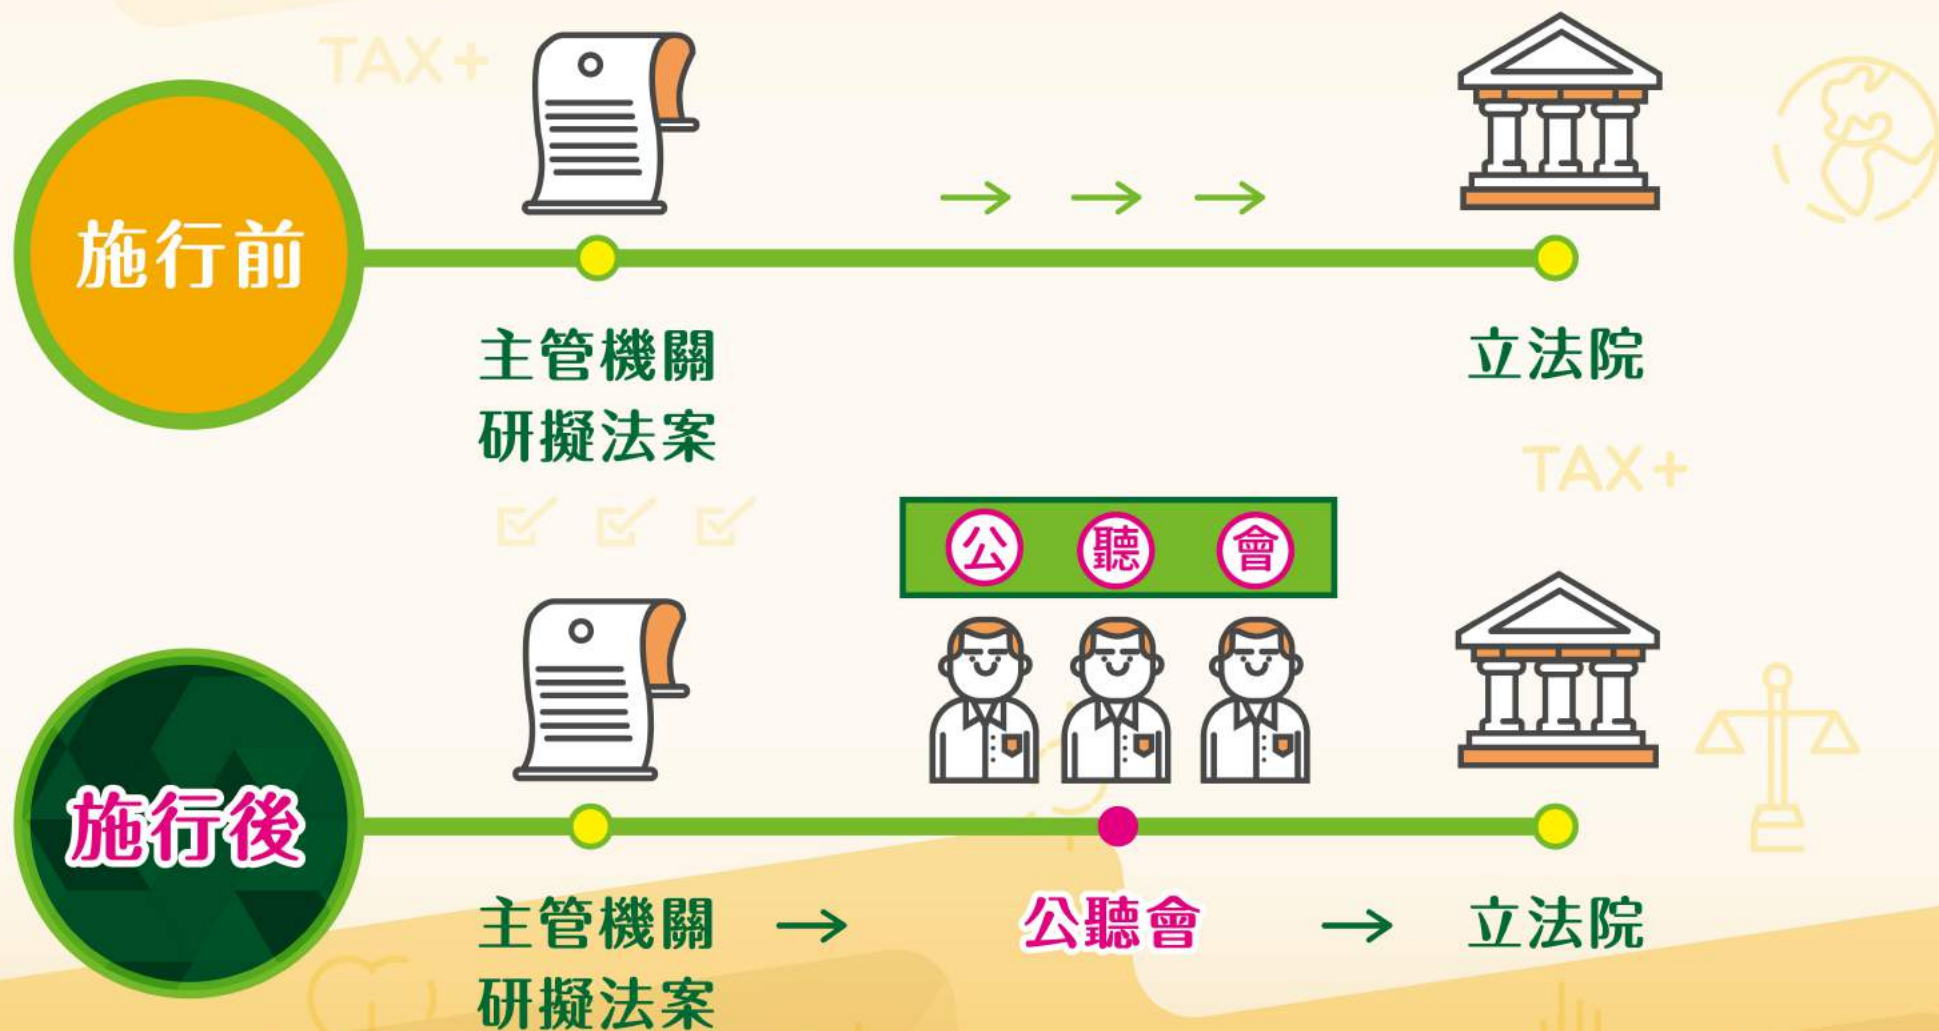 TAX+
施行前
→ → →
主管機關
研擬法案
立法院
TAX+
公聽會
施行後
主管機關 → 公聽會 → 立法院
研擬法案